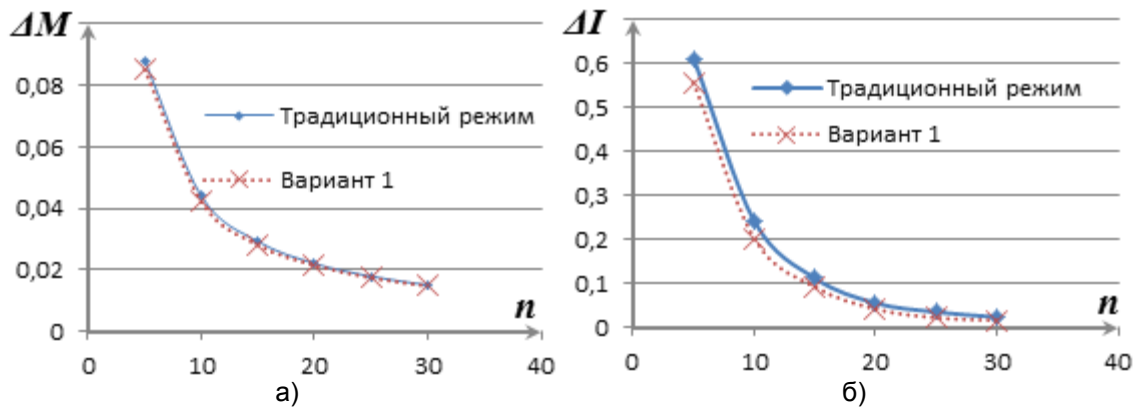 ΔM
0,08
0,06
0,04
0,02
0
Традиционный режим
Вариант 1
n
0 10 20 30 40
а)
ΔI
0,6
0,5
0,4
0,3
0,2
0,1
0
Традиционный режим
Вариант 1
n
0 10 20 30 40
б)